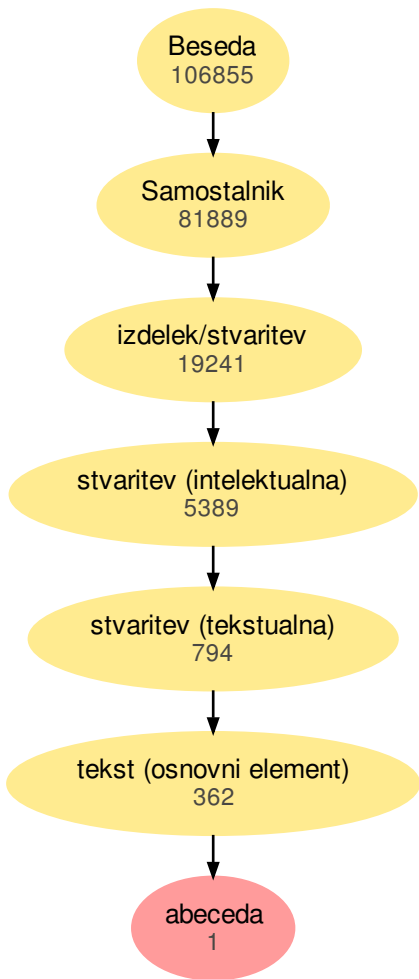 Beseda
106855
Samostalnik
81889
izdelek/stvaritev
19241
stvaritev (intelektualna)
5389
stvaritev (tekstualna)
794
tekst (osnovni element)
362
abeceda
1